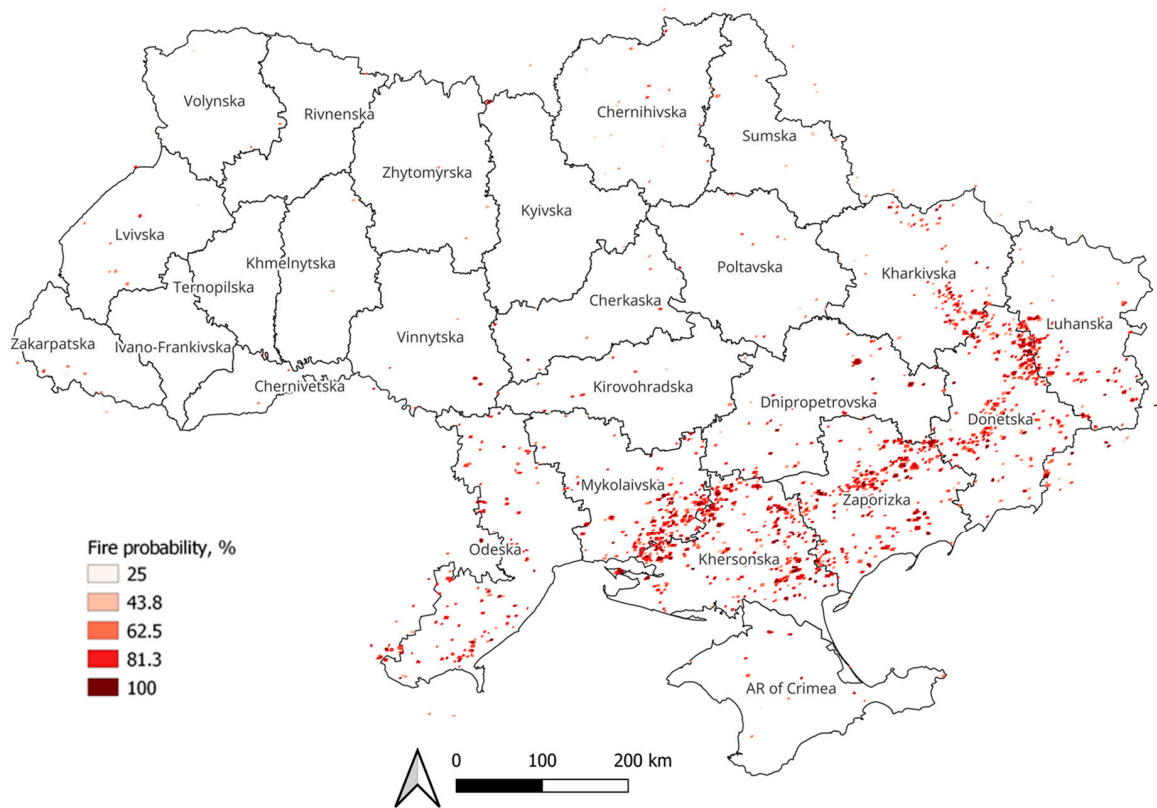 Volynska
Rivnenska
Chernihivska
Sumska
Zhytomyrska
Kyivska
Lvivska
Khmelnytska
Poltavska
Kharkivska
Ternopilska
Cherkaska
Luhanska
Zakarpatska
Ivano-Frankivska
Vinnytska
Chernivetska
Kirovohradska
Dnipropetrovska
Donetska
Mykolaivska
Zaporizka
Odeska
Khersonska
AR of Crimea
Fire probability, %
25
43.8
62.5
81.3
100
0 100 200 km